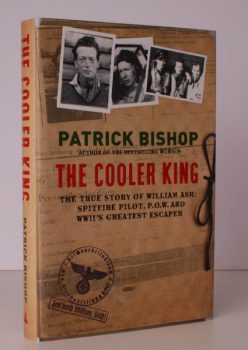 THE COOLER KING
PATRICK BISHOP
PATRICK BISHOP
AUTHOR OF THE BESTSELLING WINGS
THE COOLER KING
THE TRUE STORY OF WILLIAM ASH:
SPITFIRE PILOT, P.O.W. AND
WWII'S GREATEST ESCAPER